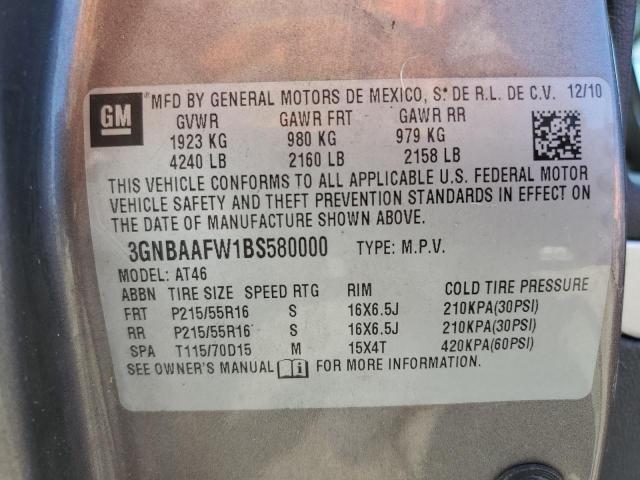 GM ® MFD BY GENERAL MOTORS DE MEXICO, S. DE R.L. DE C.V. 12/10
GVWR GAWR FRT GAWR RR
1923 KG 980 KG 979 KG
4240 LB 2160 LB 2158 LB
THIS VEHICLE CONFORMS TO ALL APPLICABLE U.S. FEDERAL MOTOR
VEHICLE SAFETY AND THEFT PREVENTION STANDARDS IN EFFECT ON
THE DATE OF MANUFACTURE SHOWN ABOVE.
3GNBAAFW1BS580000 TYPE: M.P.V.
MODEL: AT46
ABBN TIRE SIZE SPEED RTG RIM COLD TIRE PRESSURE
FRT P215/55R16 S 16X6.5J 210KPA(30PSI)
RR P215/55R16 S 16X6.5J 210KPA(30PSI)
SPA T115/70D15 M 15X4T 420KPA(60PSI)
SEE OWNER'S MANUAL FOR MORE INFORMATION.